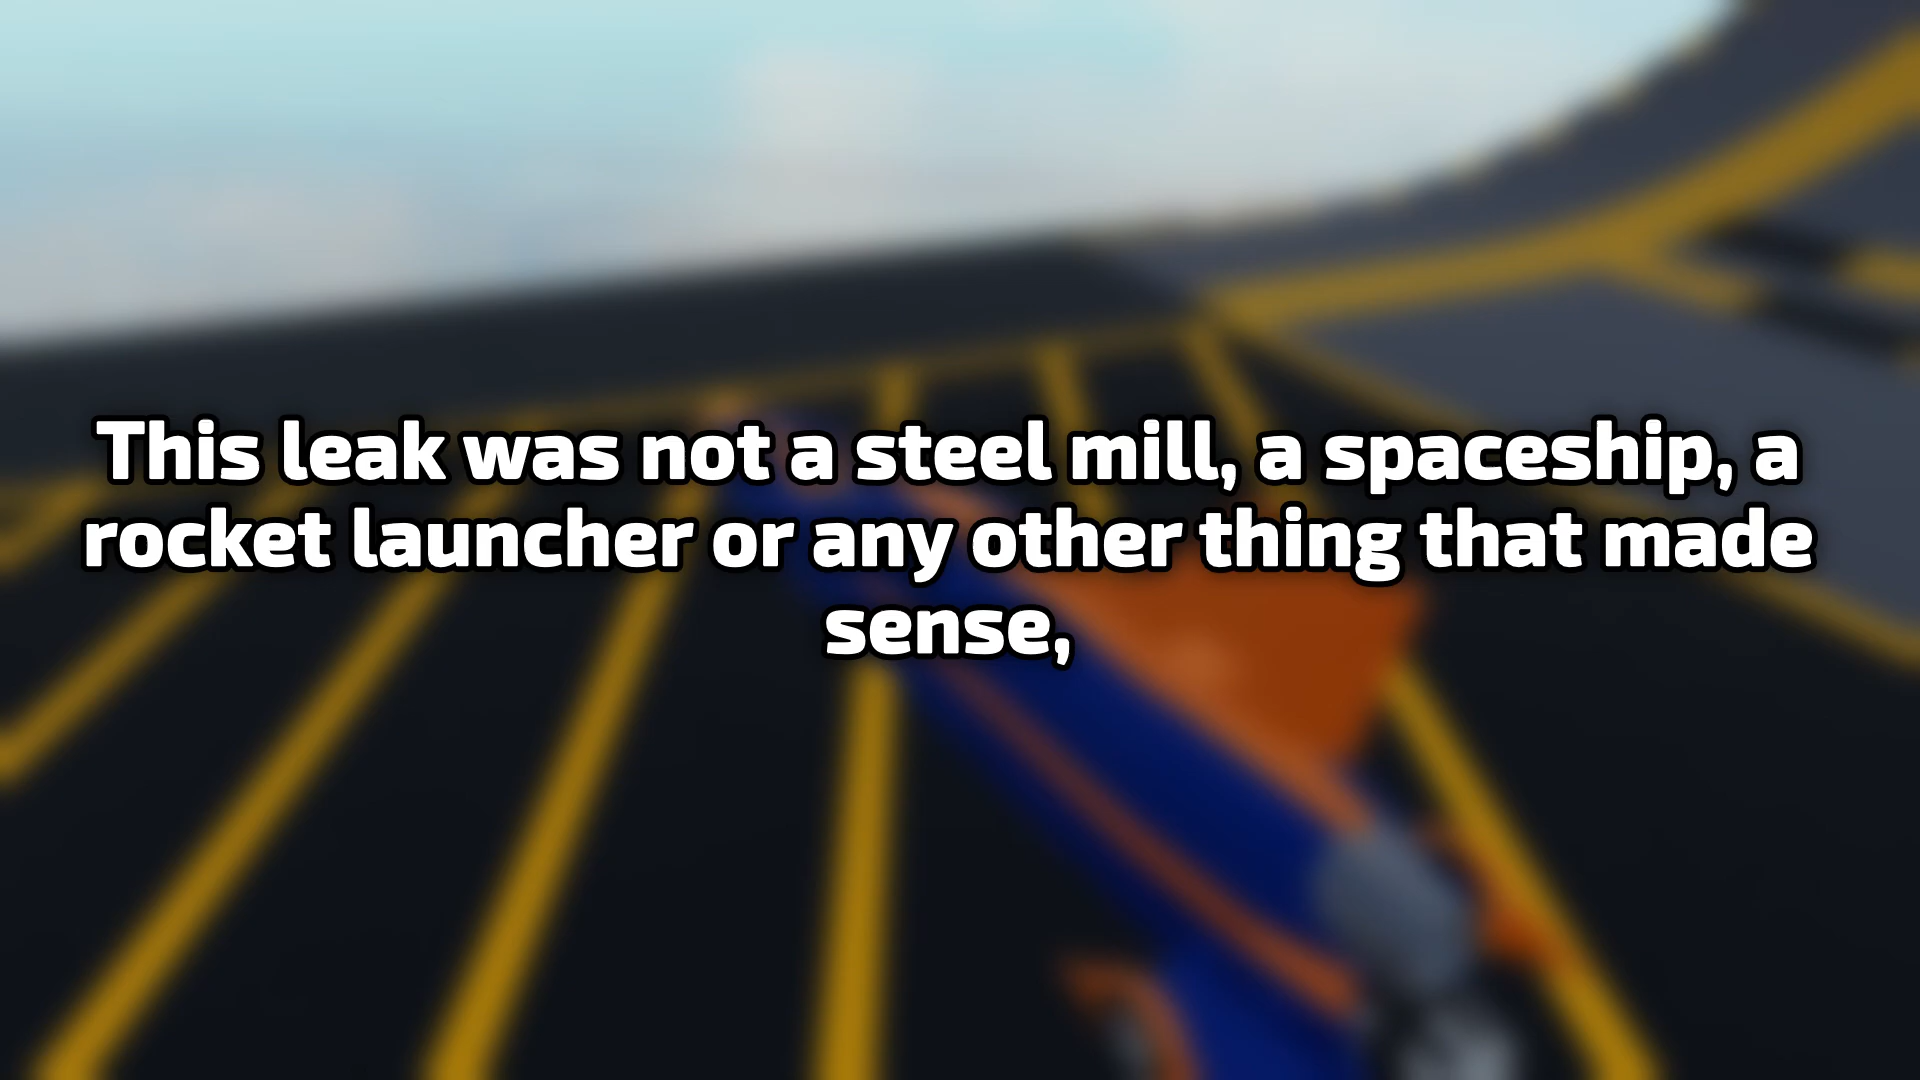 This leak was not a steel mill, a spaceship, a
rocket launcher or any other thing that made
sense,